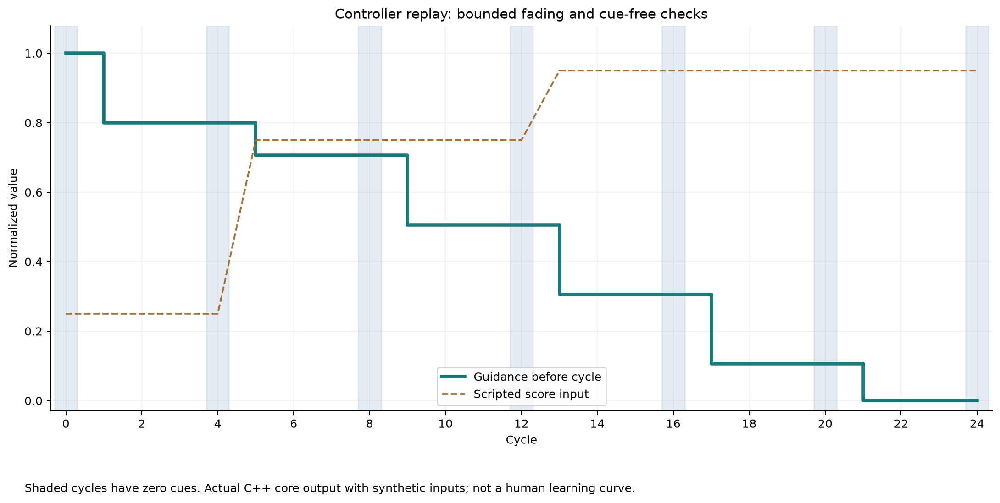 Controller replay: bounded fading and cue-free checks
Normalized value
1.0
0.8
0.6
0.4
0.2
0.0
Guidance before cycle
Scripted score input
0 2 4 6 8 10 12 14 16 18 20 22 24
Cycle
Shaded cycles have zero cues. Actual C++ core output with synthetic inputs; not a human learning curve.